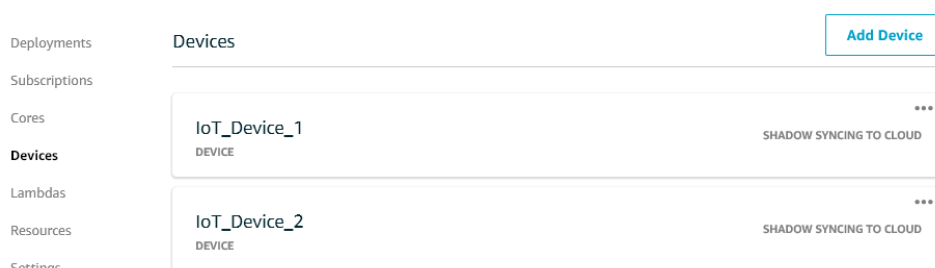 Deployments
Subscriptions
Cores
Devices
Lambdas
Resources
Settings
Devices
Add Device
IoT_Device_1
DEVICE
SHADOW SYNCING TO CLOUD
IoT_Device_2
DEVICE
SHADOW SYNCING TO CLOUD